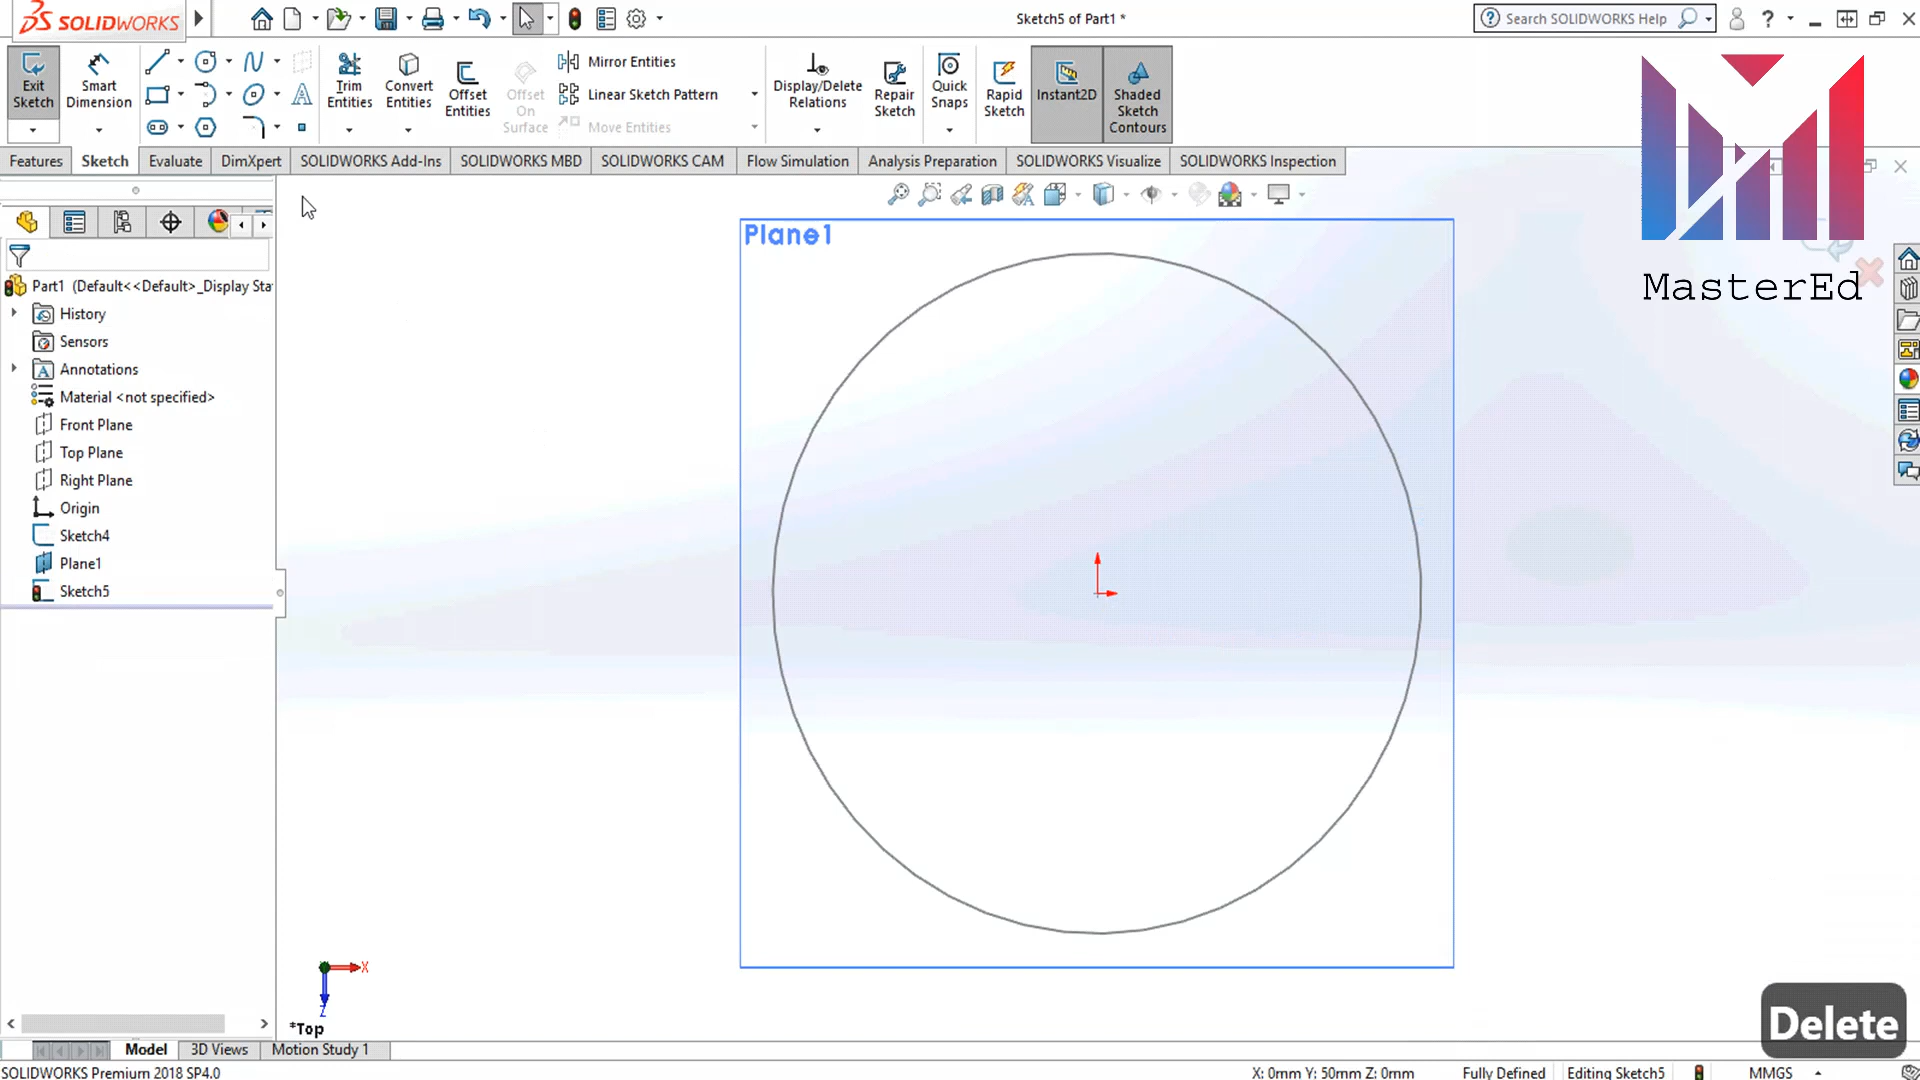 SOLIDWORKS
Sketch5 of Part1 *
Search SOLIDWORKS Help
Exit Sketch
Smart Dimension
Trim Entities
Convert Entities
Offset Entities
Offset On Surface
Mirror Entities
Linear Sketch Pattern
Move Entities
Display/Delete Relations
Repair Sketch
Quick Snaps
Rapid Sketch
Instant2D
Shaded Sketch Contours
Features
Sketch
Evaluate
DimXpert
SOLIDWORKS Add-Ins
SOLIDWORKS MBD
SOLIDWORKS CAM
Flow Simulation
Analysis Preparation
SOLIDWORKS Visualize
SOLIDWORKS Inspection
MasterEd
Part1 (Default<<Default>_Display Sta
History
Sensors
Annotations
Material <not specified>
Front Plane
Top Plane
Right Plane
Origin
Sketch4
Plane1
Sketch5
Plane1
X
Z
*Top
Delete
Model
3D Views
Motion Study 1
SOLIDWORKS Premium 2018 SP4.0
X: 0mm Y: 50mm Z: 0mm
Fully Defined
Editing Sketch5
MMGS